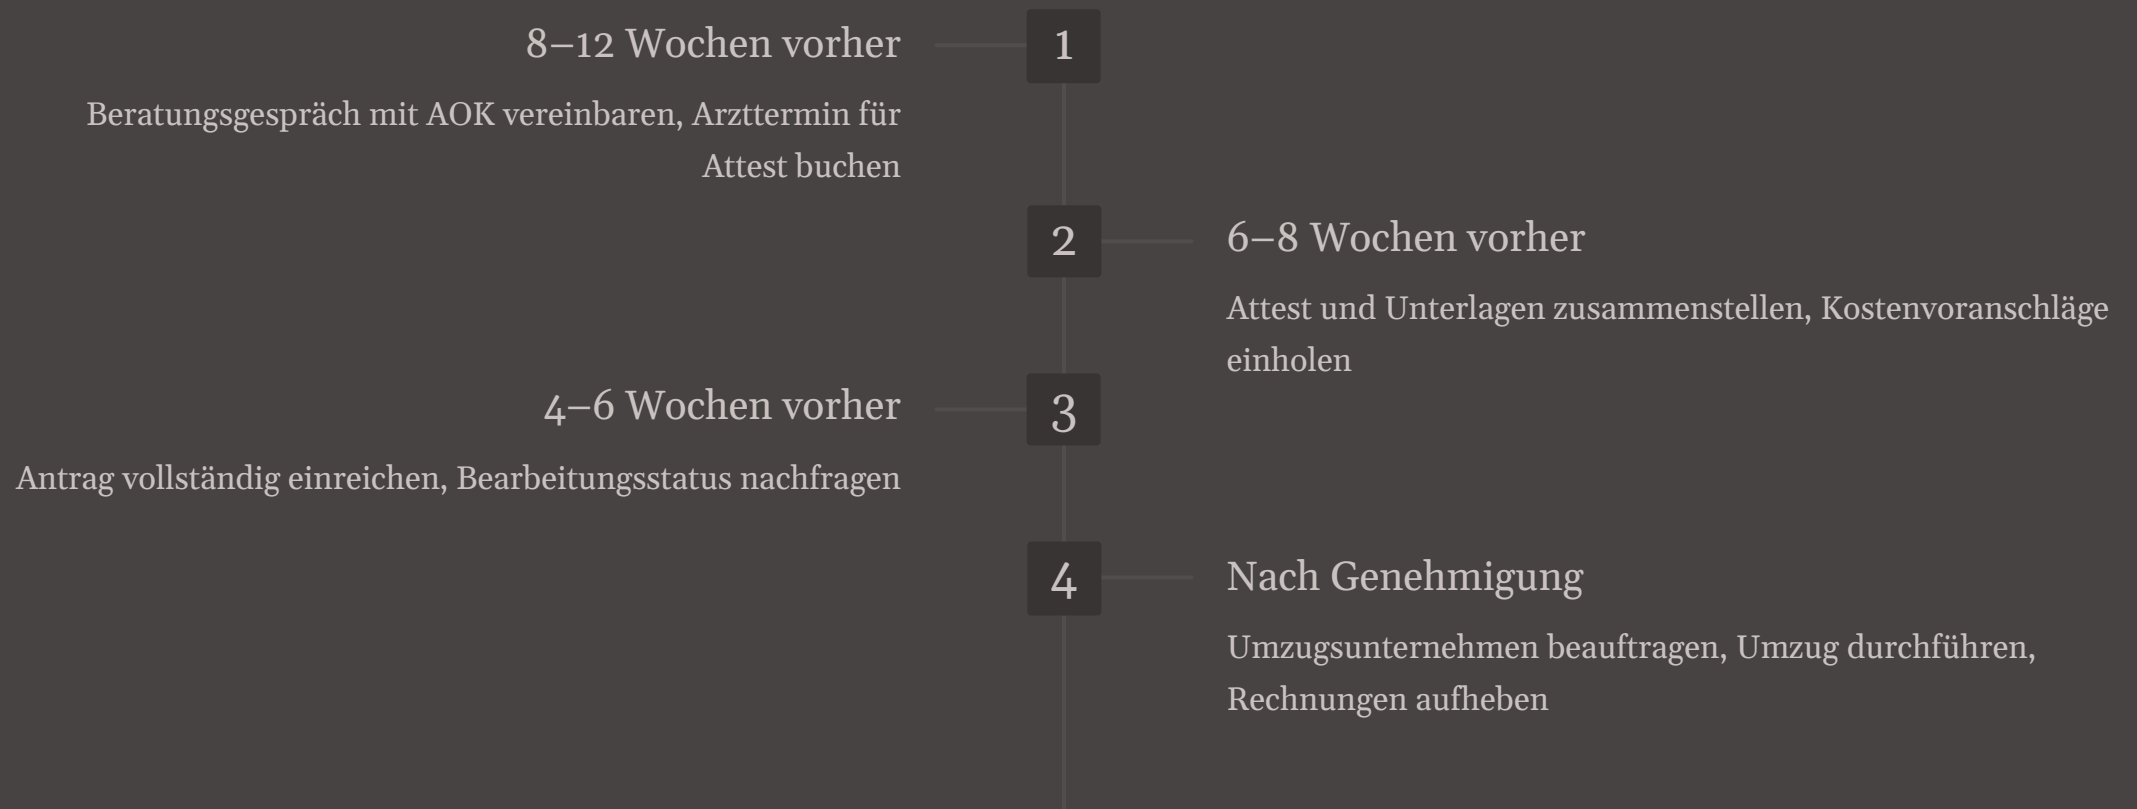 8–12 Wochen vorher
1
Beratungsgespräch mit AOK vereinbaren, Arzttermin für
Attest buchen
2
6–8 Wochen vorher
Attest und Unterlagen zusammenstellen, Kostenvoranschläge
einholen
4–6 Wochen vorher
3
Antrag vollständig einreichen, Bearbeitungsstatus nachfragen
4
Nach Genehmigung
Umzugsunternehmen beauftragen, Umzug durchführen,
Rechnungen aufheben